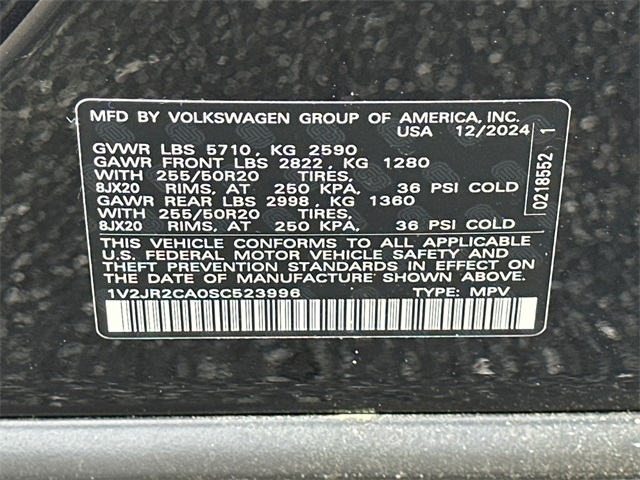 MFD BY VOLKSWAGEN GROUP OF AMERICA, INC.
USA 12/2024
GVWR LBS 5710, KG 2590
GAWR FRONT LBS 2822, KG 1280
WITH 255/50R20 TIRES,
8JX20 RIMS, AT 250 KPA, 36 PSI COLD
GAWR REAR LBS 2998, KG 1360
WITH 255/50R20 TIRES,
8JX20 RIMS, AT 250 KPA, 36 PSI COLD
THIS VEHICLE CONFORMS TO ALL APPLICABLE
U.S. FEDERAL MOTOR VEHICLE SAFETY AND
THEFT PREVENTION STANDARDS IN EFFECT
ON THE DATE OF MANUFACTURE SHOWN ABOVE.
1V2JR2CA0SC523996 TYPE: MPV
0218552 1